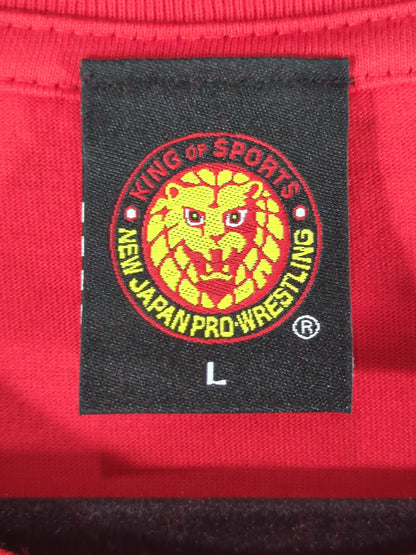 KING OF SPORTS
NEW JAPAN PRO-WRESTLING
®
L